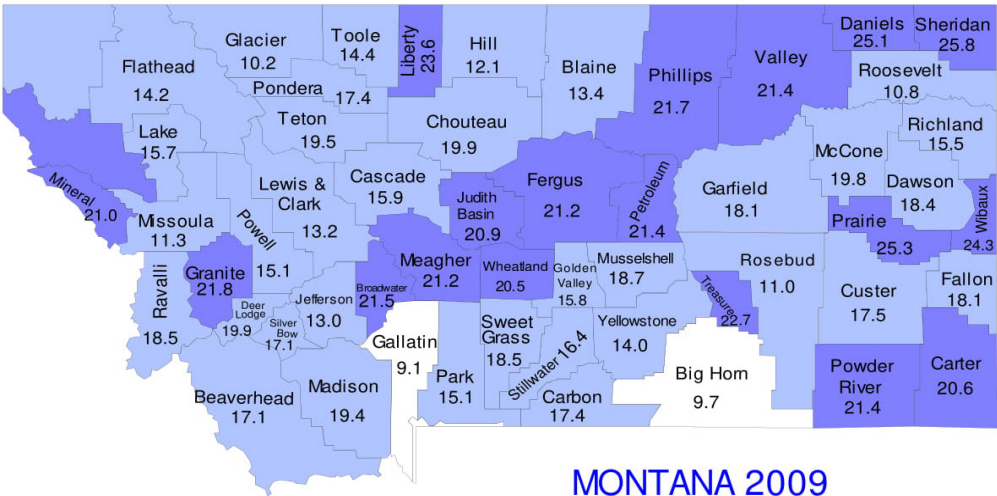 Daniels
25.1
Sheridan
25.8
Toole
14.4
Liberty
23.6
Hill
12.1
Glacier
10.2
Blaine
13.4
Phillips
21.7
Valley
21.4
Roosevelt
10.8
Flathead
14.2
Pondera
17.4
Teton
19.5
Chouteau
19.9
Richland
15.5
Lake
15.7
McCone
19.8
Dawson
18.4
Wibaux
24.3
Mineral
21.0
Missoula
11.3
Powell
15.1
Lewis &
Clark
13.2
Cascade
15.9
Judith
Basin
20.9
Fergus
21.2
Petroleum
21.4
Garfield
18.1
Prairie
25.3
Ravalli
18.5
Granite
21.8
Deer
Lodge
19.9
Silver
Bow
17.1
Jefferson
13.0
Broadwater
21.5
Meagher
21.2
Wheatland
20.5
Golden
Valley
15.8
Musselshell
18.7
Treasure
22.7
Rosebud
11.0
Custer
17.5
Fallon
18.1
Gallatin
9.1
Park
15.1
Sweet
Grass
18.5
Stillwater 16.4
Yellowstone
14.0
Big Horn
9.7
Powder
River
21.4
Carter
20.6
Beaverhead
17.1
Madison
19.4
Carbon
17.4
MONTANA 2009